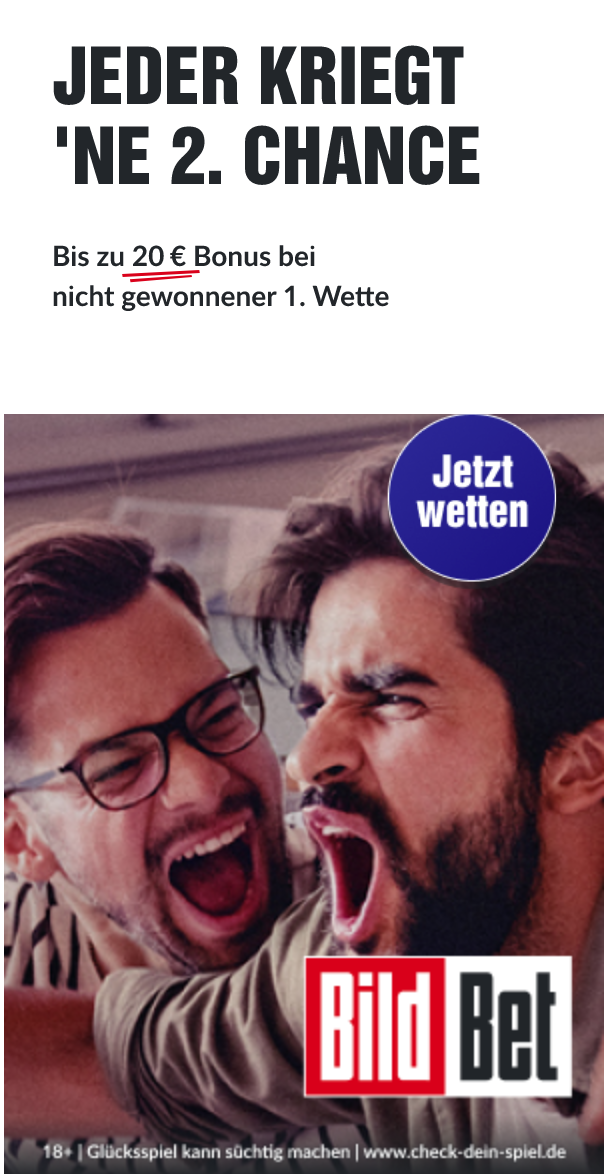 JEDER KRIEGT
'NE 2. CHANCE
Bis zu 20 € Bonus bei
nicht gewonnener 1. Wette
Jetzt
wetten
Bild Bet
18+ | Glücksspiel kann süchtig machen | www.check-dein-spiel.de